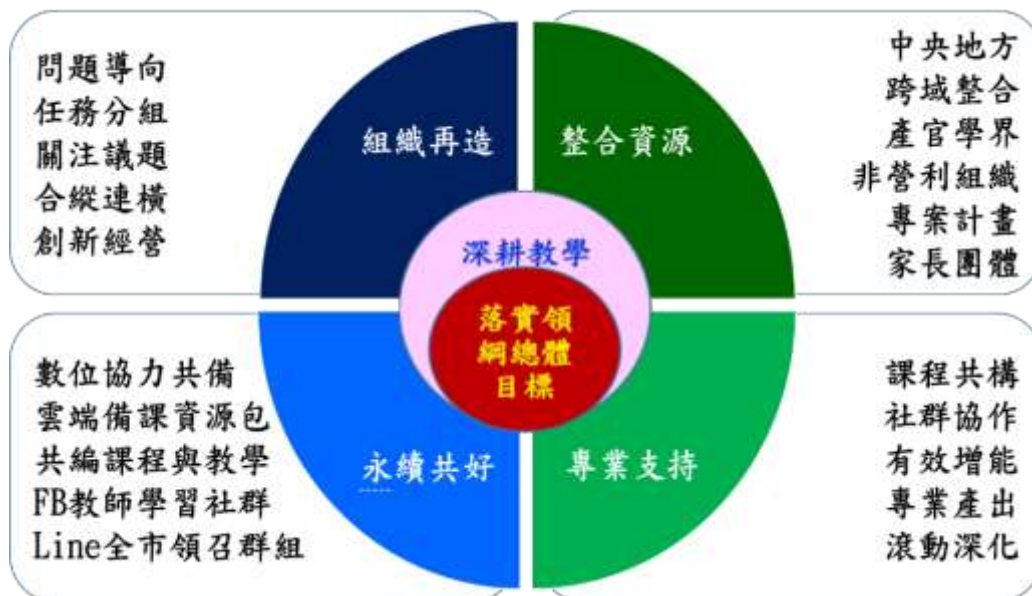 問題導向
任務分組
關注議題
合縱連橫
創新經營
組織再造
整合資源
中央地方
跨域整合
產官學界
非營利組織
專案計畫
家長團體
深耕教學
落實領
綱總體
目標
數位協力共備
雲端備課資源包
共編課程與教學
FB教師學習社群
Line全市領召群組
永續共好
專業支持
課程共構
社群協作
有效增能
專業產出
滾動深化